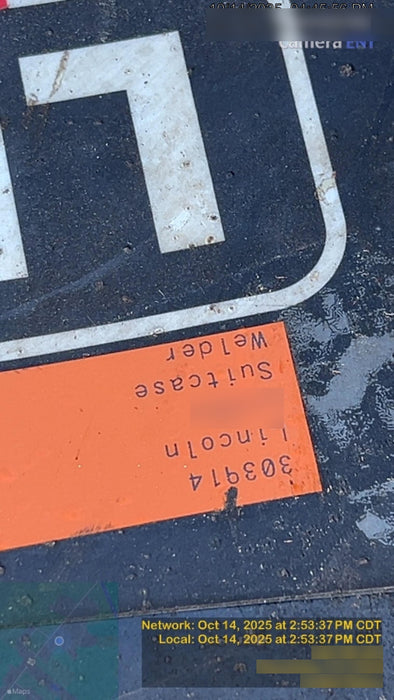 camera
303914
Lincoln
Suitcase
Welder
Maps
Network: Oct 14, 2025 at 2:53:37 PM CDT
Local: Oct 14, 2025 at 2:53:37 PM CDT